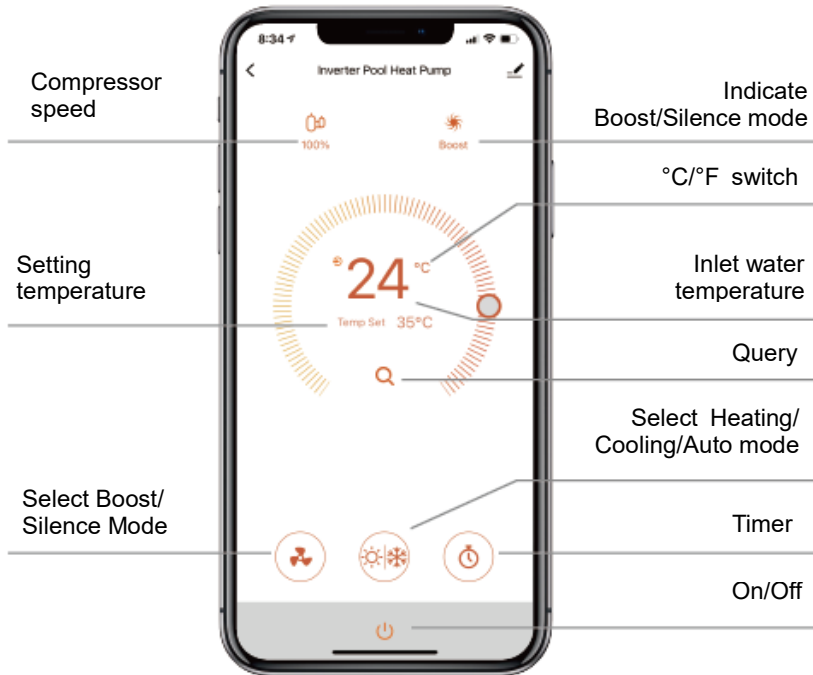 8:34
Inverter Pool Heat Pump
Compressor
speed
100%
Boost
Indicate
Boost/Silence mode
°C/°F switch
24 °C
Setting
temperature
Temp Set 35°C
Inlet water
temperature
Query
Select Heating/
Cooling/Auto mode
Select Boost/
Silence Mode
Timer
On/Off